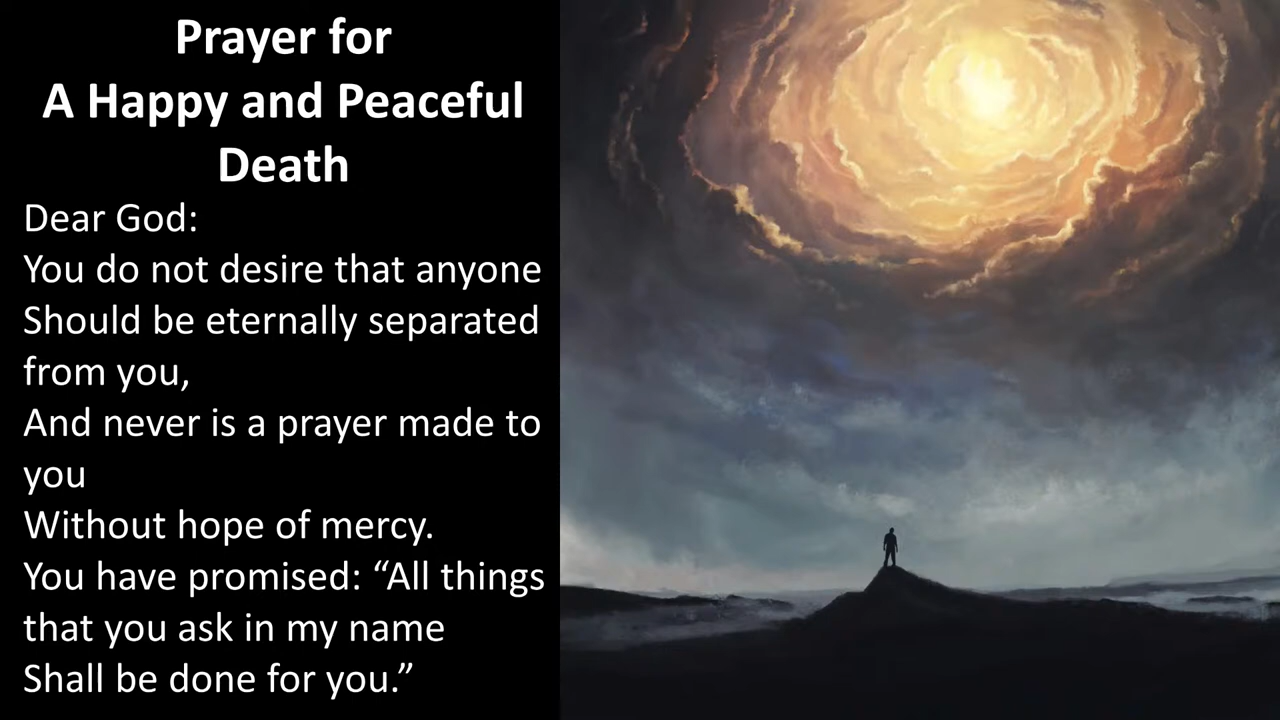 Prayer for
A Happy and Peaceful
Death
Dear God:
You do not desire that anyone
Should be eternally separated
from you,
And never is a prayer made to
you
Without hope of mercy.
You have promised: “All things
that you ask in my name
Shall be done for you.”